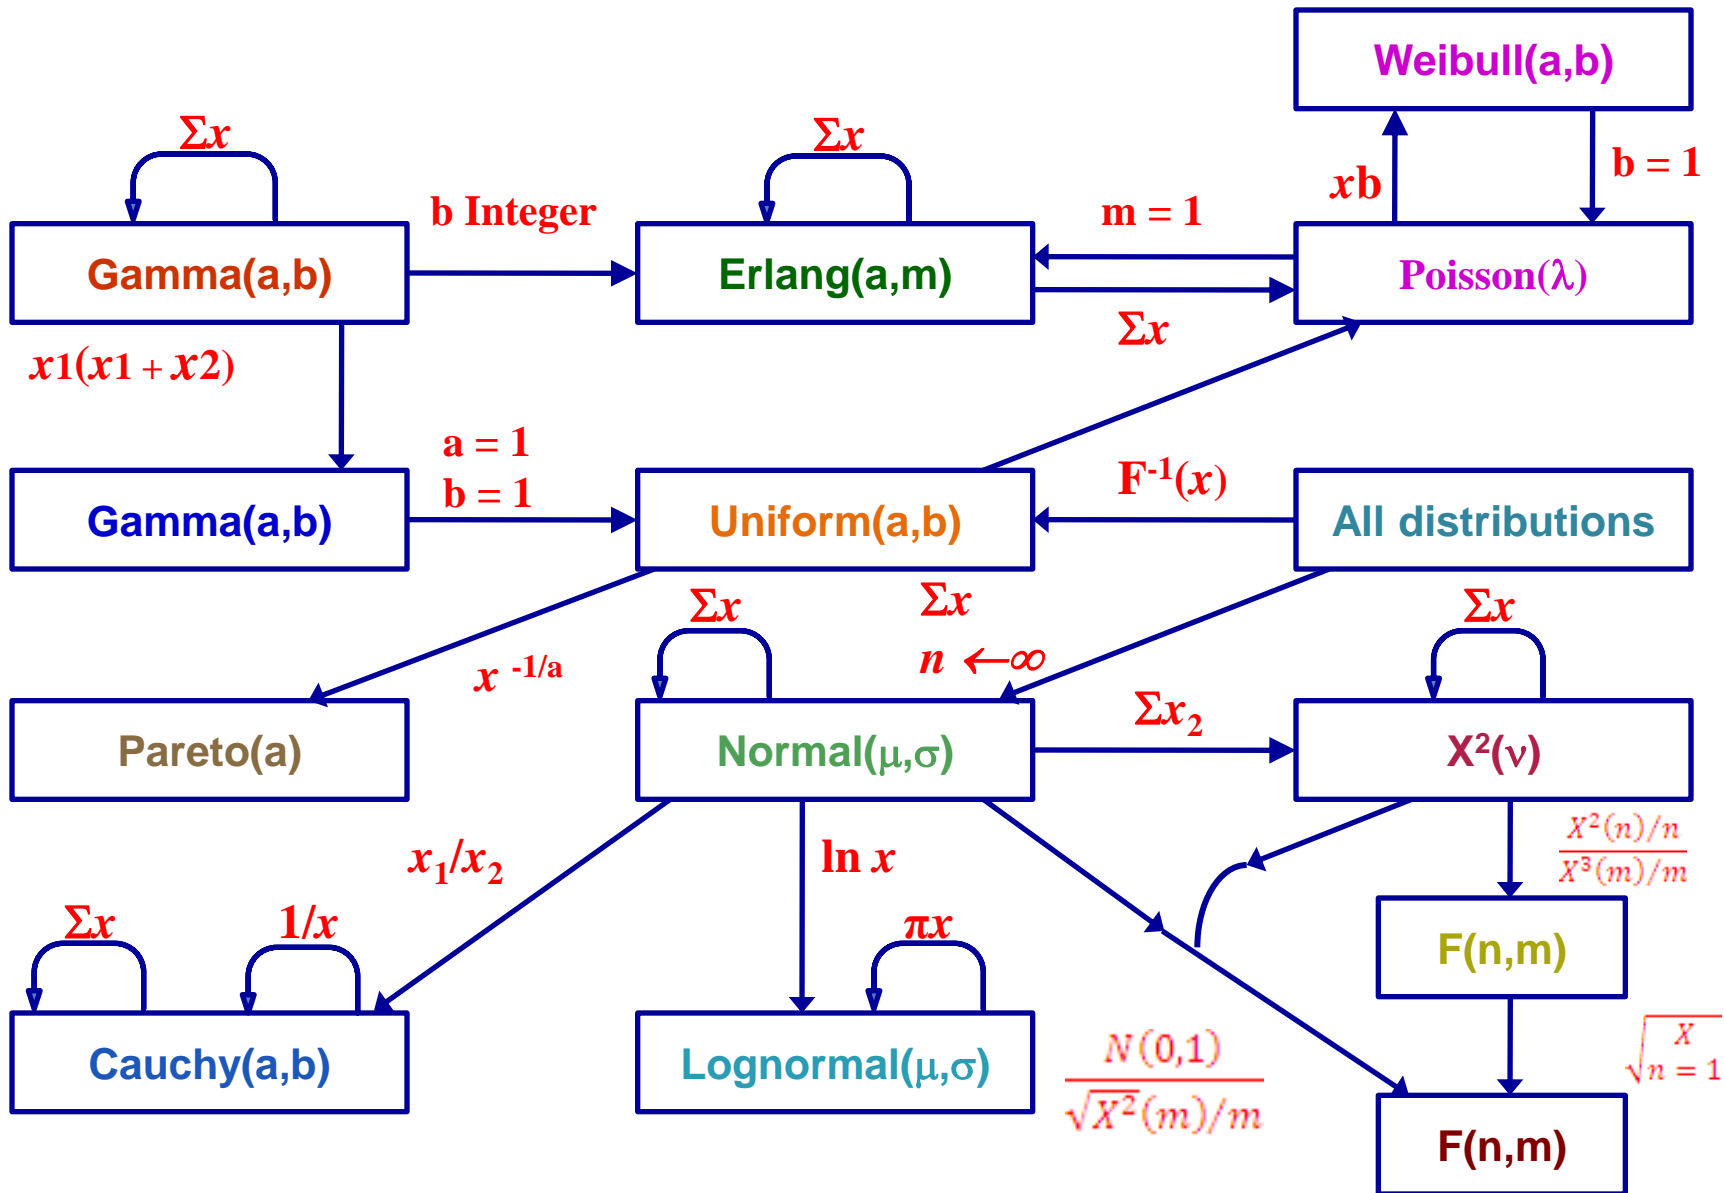 Weibull(a,b)
Σx
Σx
b = 1
xb
b Integer
m = 1
Gamma(a,b)
Erlang(a,m)
Poisson(λ)
Σx
x1(x1 + x2)
a = 1
b = 1
F-1(x)
Gamma(a,b)
Uniform(a,b)
All distributions
Σx
Σx
Σx
n ←∞
x -1/a
Σx₂
Pareto(a)
Normal(μ,σ)
X²(ν)
x₁/x₂
ln x
X²(n)/n
X³(m)/m
Σx
1/x
πx
F(n,m)
Cauchy(a,b)
Lognormal(μ,σ)
N(0,1)
√X²(m)/m
X
√n = 1
F(n,m)